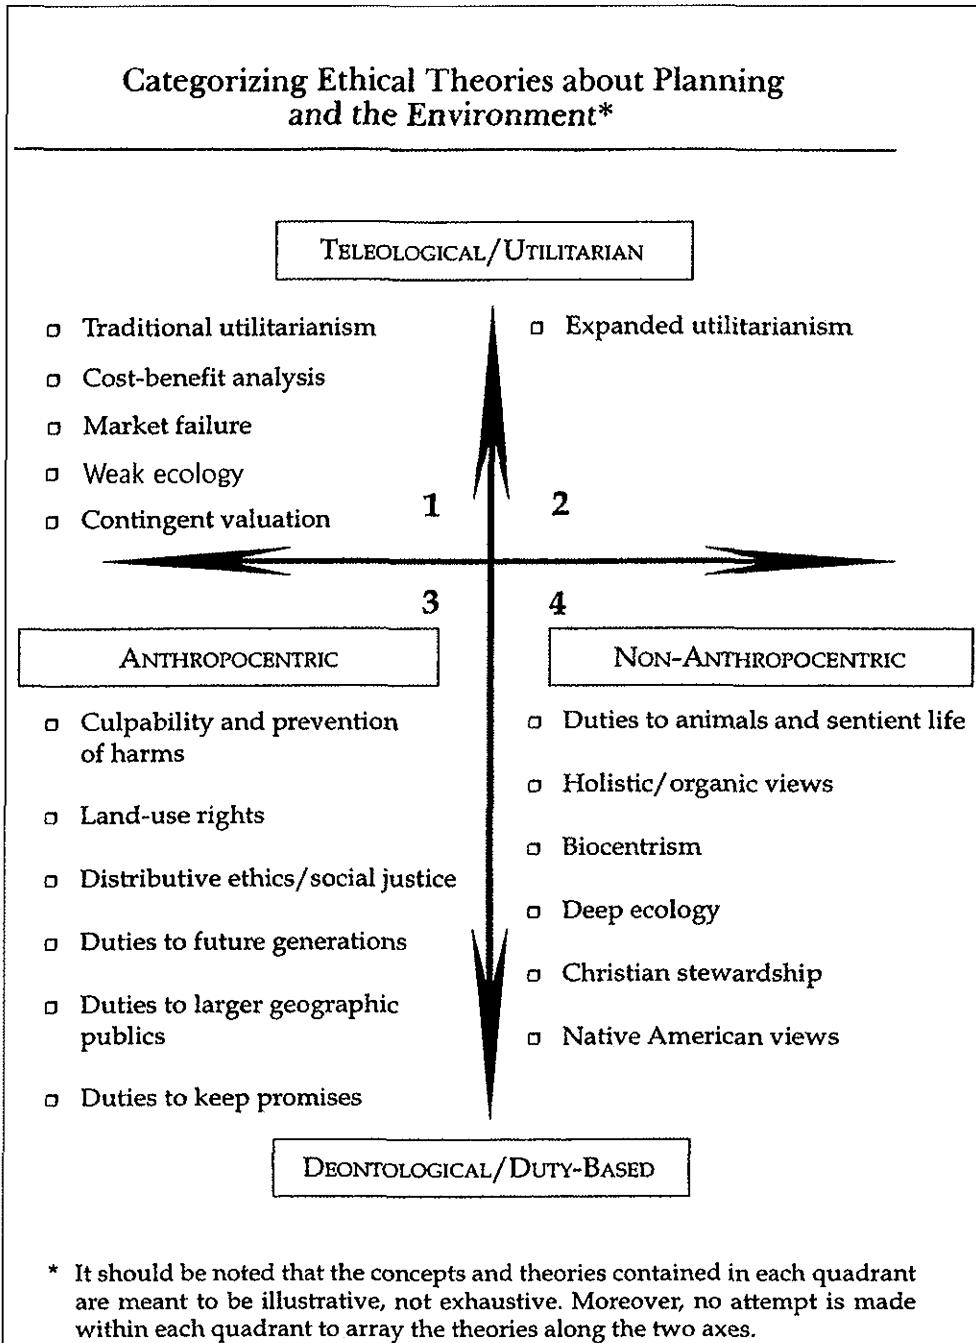 Categorizing Ethical Theories about Planning
and the Environment*
TELEOLOGICAL/UTILITARIAN
Traditional utilitarianism
Cost-benefit analysis
Market failure
Weak ecology
Contingent valuation
Expanded utilitarianism
1
2
3
4
ANTHROPOCENTRIC
NON-ANTHROPOCENTRIC
Culpability and prevention
of harms
Land-use rights
Distributive ethics/social justice
Duties to future generations
Duties to larger geographic
publics
Duties to keep promises
Duties to animals and sentient life
Holistic/organic views
Biocentrism
Deep ecology
Christian stewardship
Native American views
DEONTOLOGICAL/DUTY-BASED
* It should be noted that the concepts and theories contained in each quadrant
are meant to be illustrative, not exhaustive. Moreover, no attempt is made
within each quadrant to array the theories along the two axes.